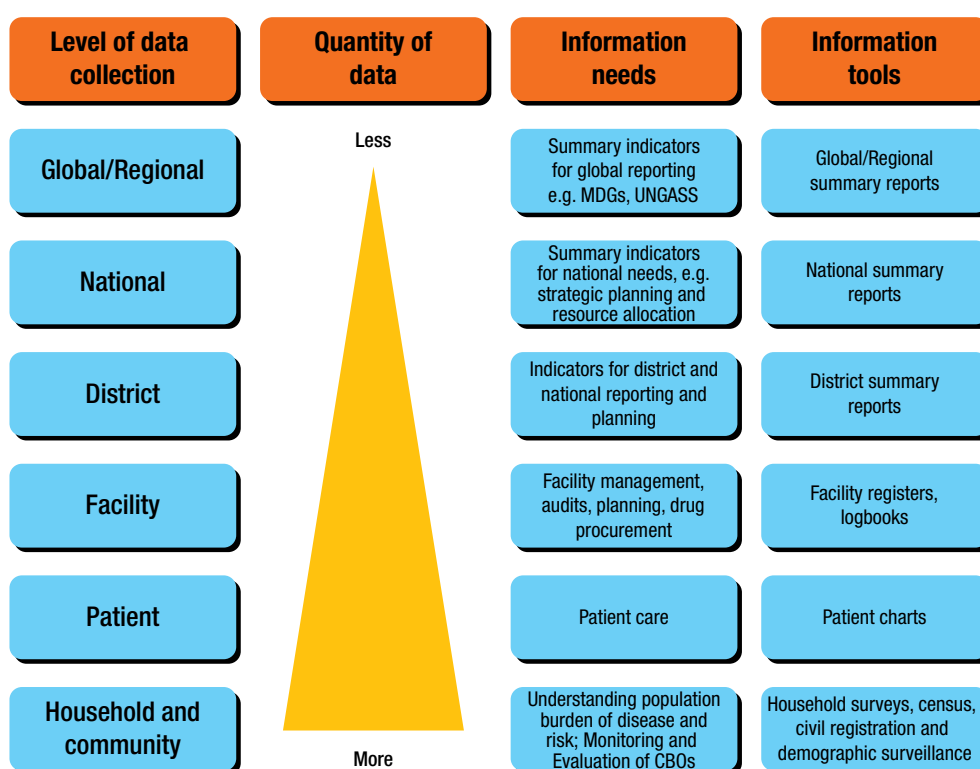 Level of data
collection
Quantity of
data
Information
needs
Information
tools
Global/Regional
Less
Summary indicators
for global reporting
e.g. MDGs, UNGASS
Global/Regional
summary reports
National
Summary indicators
for national needs, e.g.
strategic planning and
resource allocation
National summary
reports
District
Indicators for district and
national reporting and
planning
District summary
reports
Facility
Facility management,
audits, planning, drug
procurement
Facility registers,
logbooks
Patient
Patient care
Patient charts
Household and
community
More
Understanding population
burden of disease and
risk; Monitoring and
Evaluation of CBOs
Household surveys, census,
civil registration and
demographic surveillance